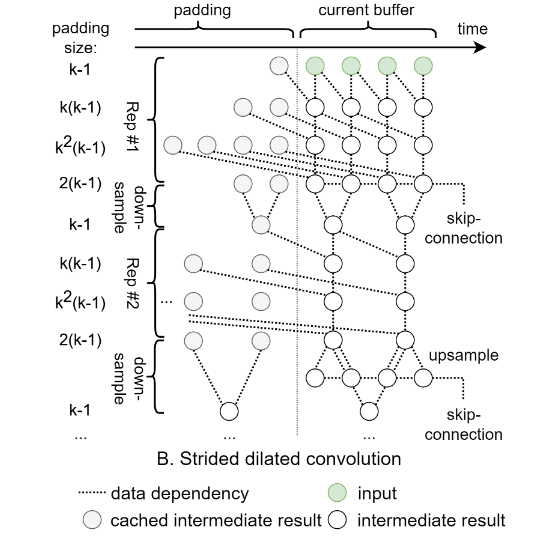 padding
current buffer
padding
size:
time
k-1
k(k-1)
k2(k-1)
2(k-1)
k-1
k(k-1)
k2(k-1)
2(k-1)
k-1
...
Rep #1
down-
sample
Rep #2
down-
sample
...
skip-
connection
upsample
skip-
connection
...
...
B. Strided dilated convolution
data dependency
input
cached intermediate result
intermediate result